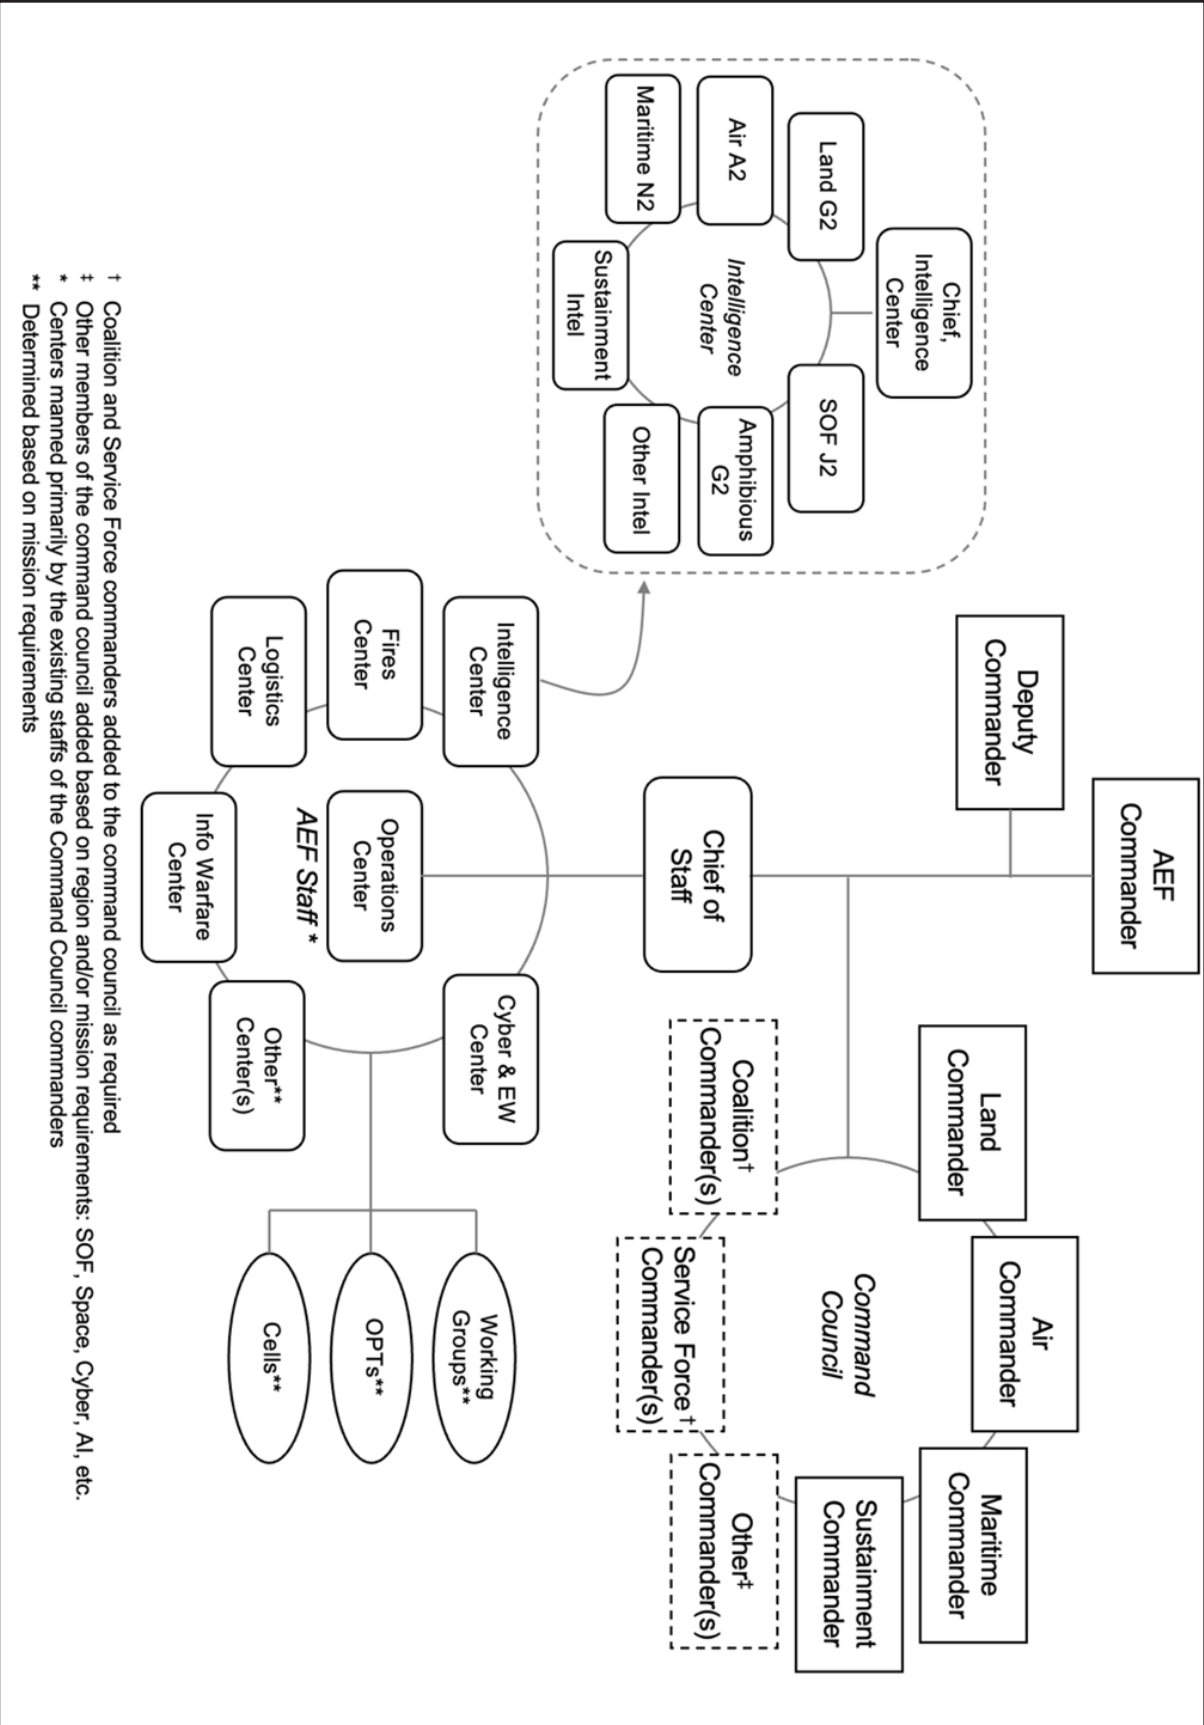 AEF
Commander
Deputy
Commander
Chief of
Staff
Land
Commander
Air
Commander
Maritime
Commander
Sustainment
Commander
Other‡
Commander(s)
Service Force†
Commander(s)
Coalition†
Commander(s)
Command
Council
Chief,
Intelligence
Center
Land G2
SOF J2
Air A2
Intelligence
Center
Amphibious
G2
Maritime N2
Sustainment
Intel
Other Intel
Intelligence
Center
Cyber & EW
Center
Fires
Center
Operations
Center
AEF Staff *
Logistics
Center
Info Warfare
Center
Other**
Center(s)
Working
Groups**
OPTs**
Cells**
† Coalition and Service Force commanders added to the command council as required
‡ Other members of the command council added based on region and/or mission requirements: SOF, Space, Cyber, AI, etc.
* Centers manned primarily by the existing staffs of the Command Council commanders
** Determined based on mission requirements